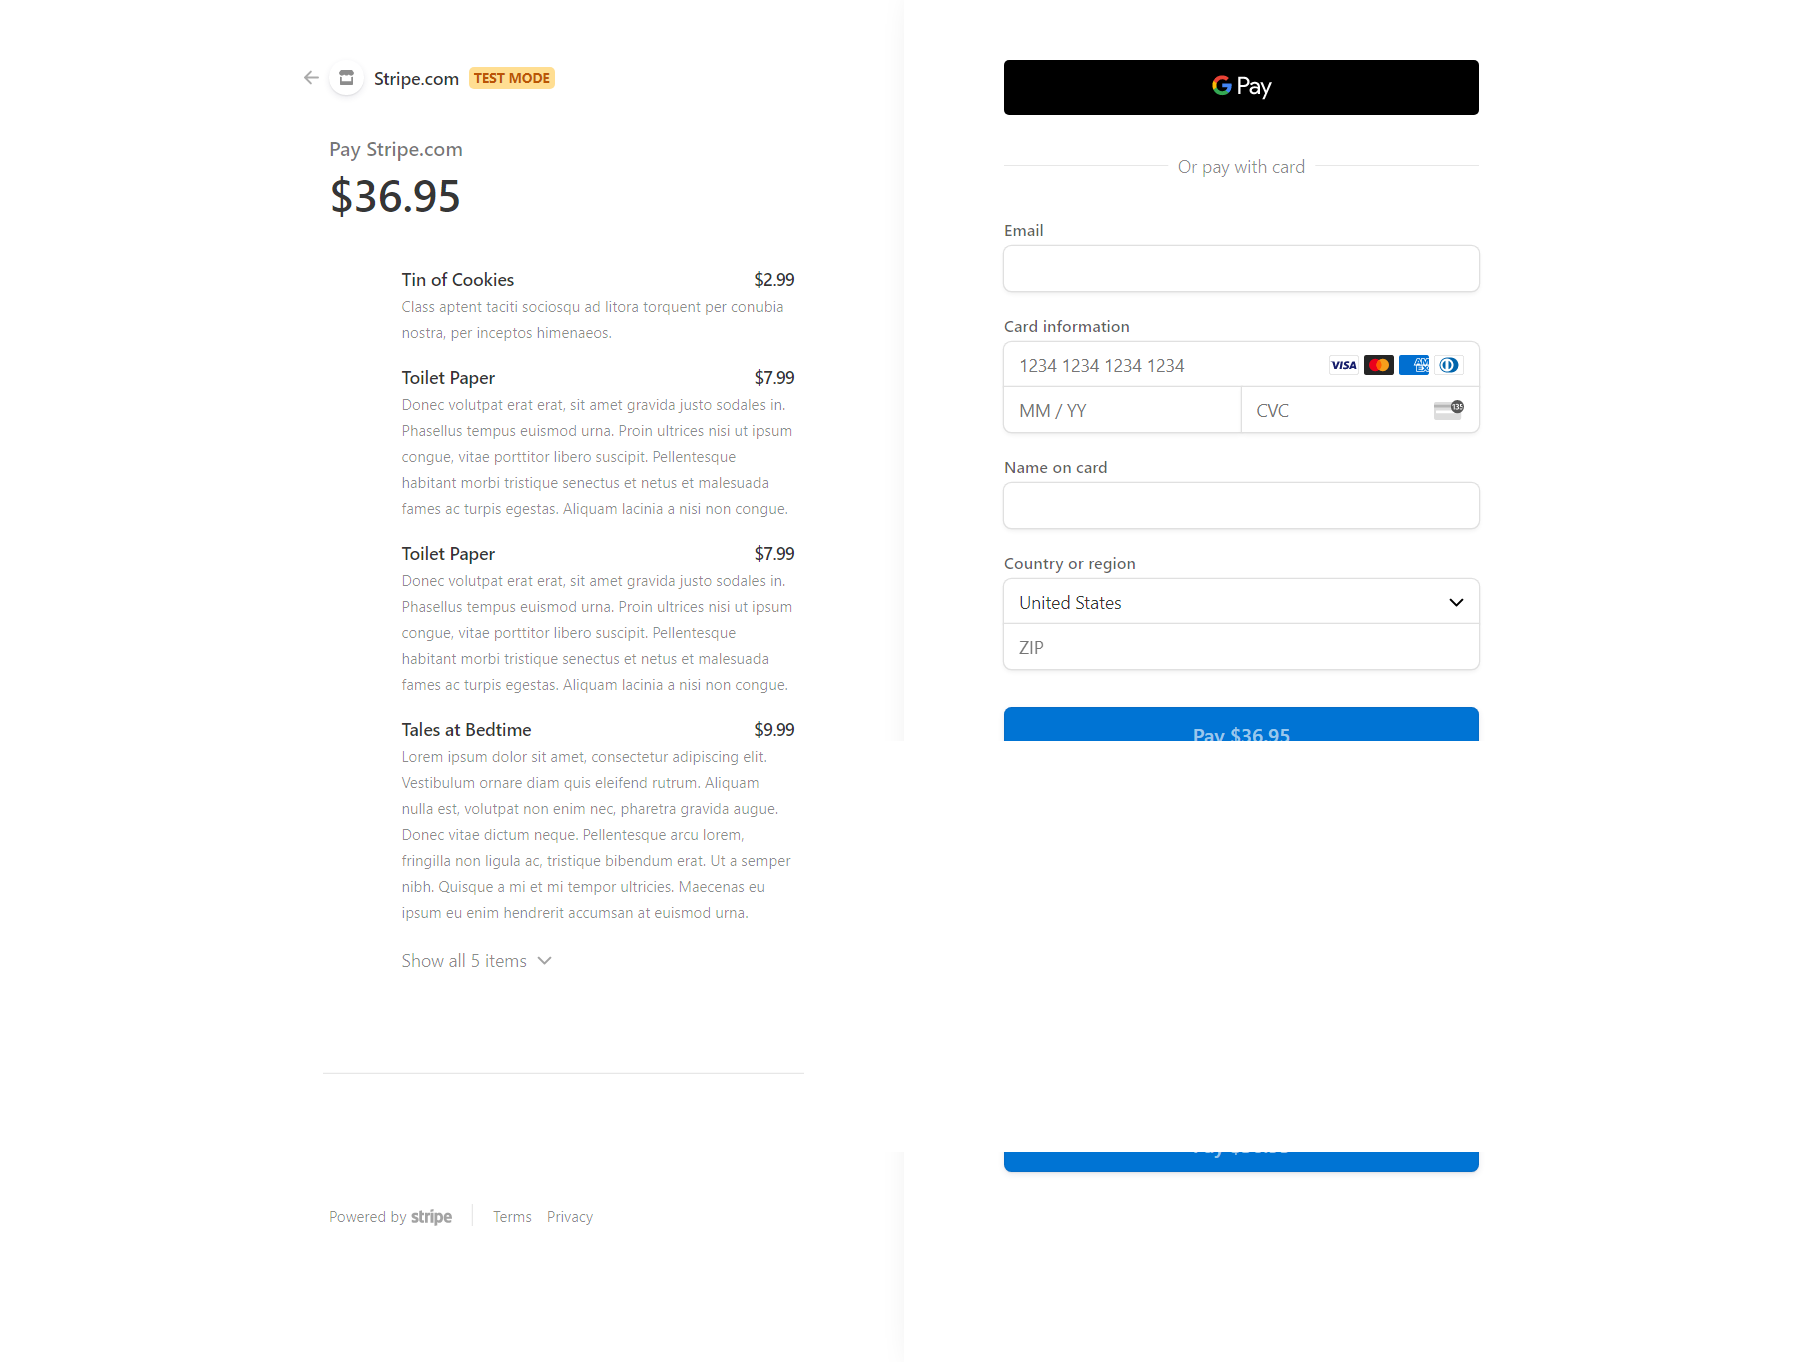 Stripe.com TEST MODE
Pay Stripe.com
$36.95
Tin of Cookies $2.99
Class aptent taciti sociosqu ad litora torquent per conubia
nostra, per inceptos himenaeos.
Toilet Paper $7.99
Donec volutpat erat erat, sit amet gravida justo sodales in.
Phasellus tempus euismod urna. Proin ultrices nisi ut ipsum
congue, vitae porttitor libero suscipit. Pellentesque
habitant morbi tristique senectus et netus et malesuada
fames ac turpis egestas. Aliquam lacinia a nisi non congue.
Toilet Paper $7.99
Donec volutpat erat erat, sit amet gravida justo sodales in.
Phasellus tempus euismod urna. Proin ultrices nisi ut ipsum
congue, vitae porttitor libero suscipit. Pellentesque
habitant morbi tristique senectus et netus et malesuada
fames ac turpis egestas. Aliquam lacinia a nisi non congue.
Tales at Bedtime $9.99
Lorem ipsum dolor sit amet, consectetur adipiscing elit.
Vestibulum ornare diam quis eleifend rutrum. Aliquam
nulla est, volutpat non enim nec, pharetra gravida augue.
Donec vitae dictum neque. Pellentesque arcu lorem,
fringilla non ligula ac, tristique bibendum erat. Ut a semper
nibh. Quisque a mi et mi tempor ultricies. Maecenas eu
ipsum eu enim hendrerit accumsan at euismod urna.
Show all 5 items
Powered by stripe Terms Privacy
G Pay
Or pay with card
Email
Card information
1234 1234 1234 1234 VISA AMEX
MM / YY CVC 135
Name on card
Country or region
United States
ZIP
Pay $36.95